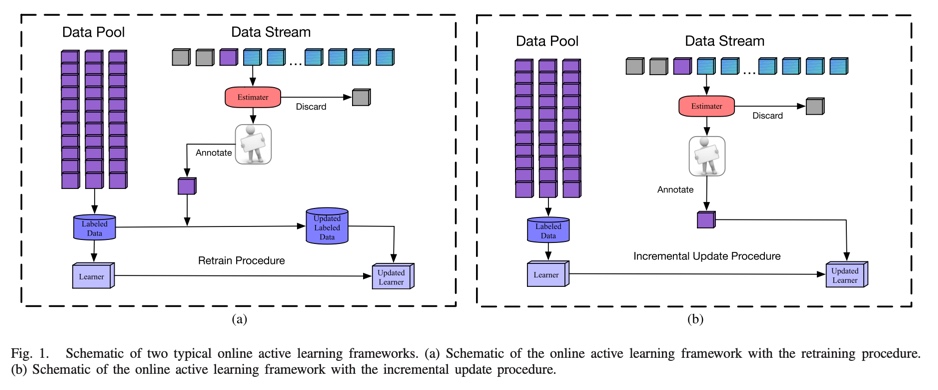 Data Pool
Data Stream
...
Estimater
Discard
Annotate
Labeled
Data
Updated
Labeled
Data
Retrain Procedure
Learner
Updated
Learner
(a)
Data Pool
Data Stream
...
Estimater
Discard
Annotate
Labeled
Data
Incremental Update Procedure
Learner
Updated
Learner
(b)
Fig. 1. Schematic of two typical online active learning frameworks. (a) Schematic of the online active learning framework with the retraining procedure.
(b) Schematic of the online active learning framework with the incremental update procedure.